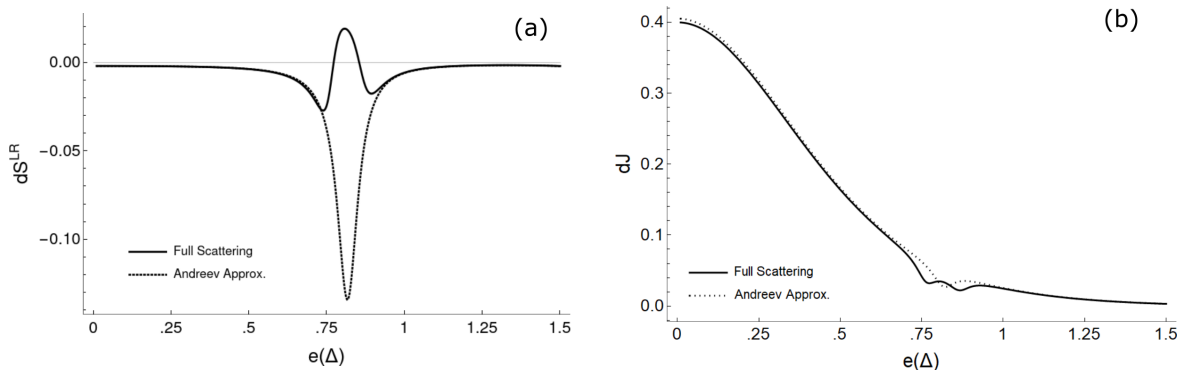 (a)
0.00
−0.05
−0.10
dS^LR
Full Scattering
Andreev Approx.
0 .25 .5 .75 1 1.25 1.5
e(Δ)
(b)
0.4
0.3
0.2
0.1
0.0
dJ
Full Scattering
Andreev Approx.
0 .25 .5 .75 1 1.25 1.5
e(Δ)